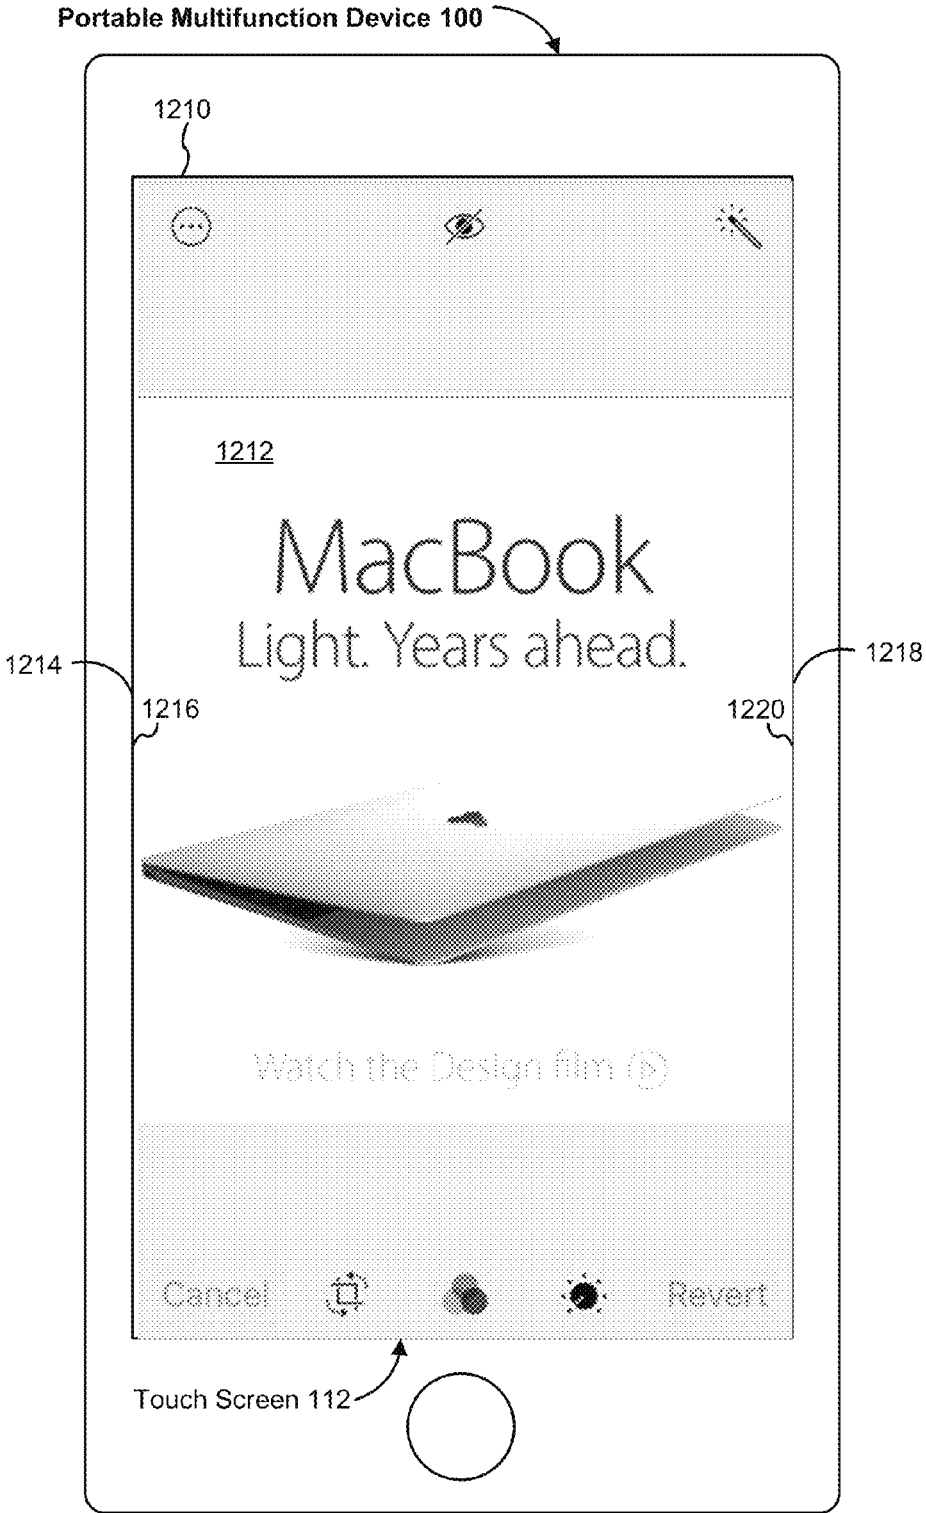 Portable Multifunction Device 100
1210
1212
MacBook
Light. Years ahead.
1214
1218
1216
1220
Watch the Design film
Cancel
Revert
Touch Screen 112